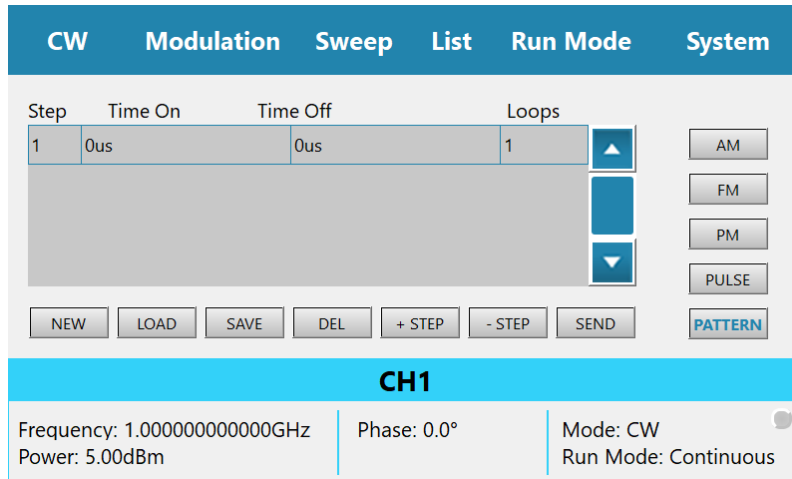 CW Modulation Sweep List Run Mode System
Step Time On Time Off Loops
1 0us 0us 1
AM
FM
PM
PULSE
PATTERN
NEW LOAD SAVE DEL + STEP - STEP SEND
CH1
Frequency: 1.000000000000GHz
Power: 5.00dBm
Phase: 0.0°
Mode: CW
Run Mode: Continuous